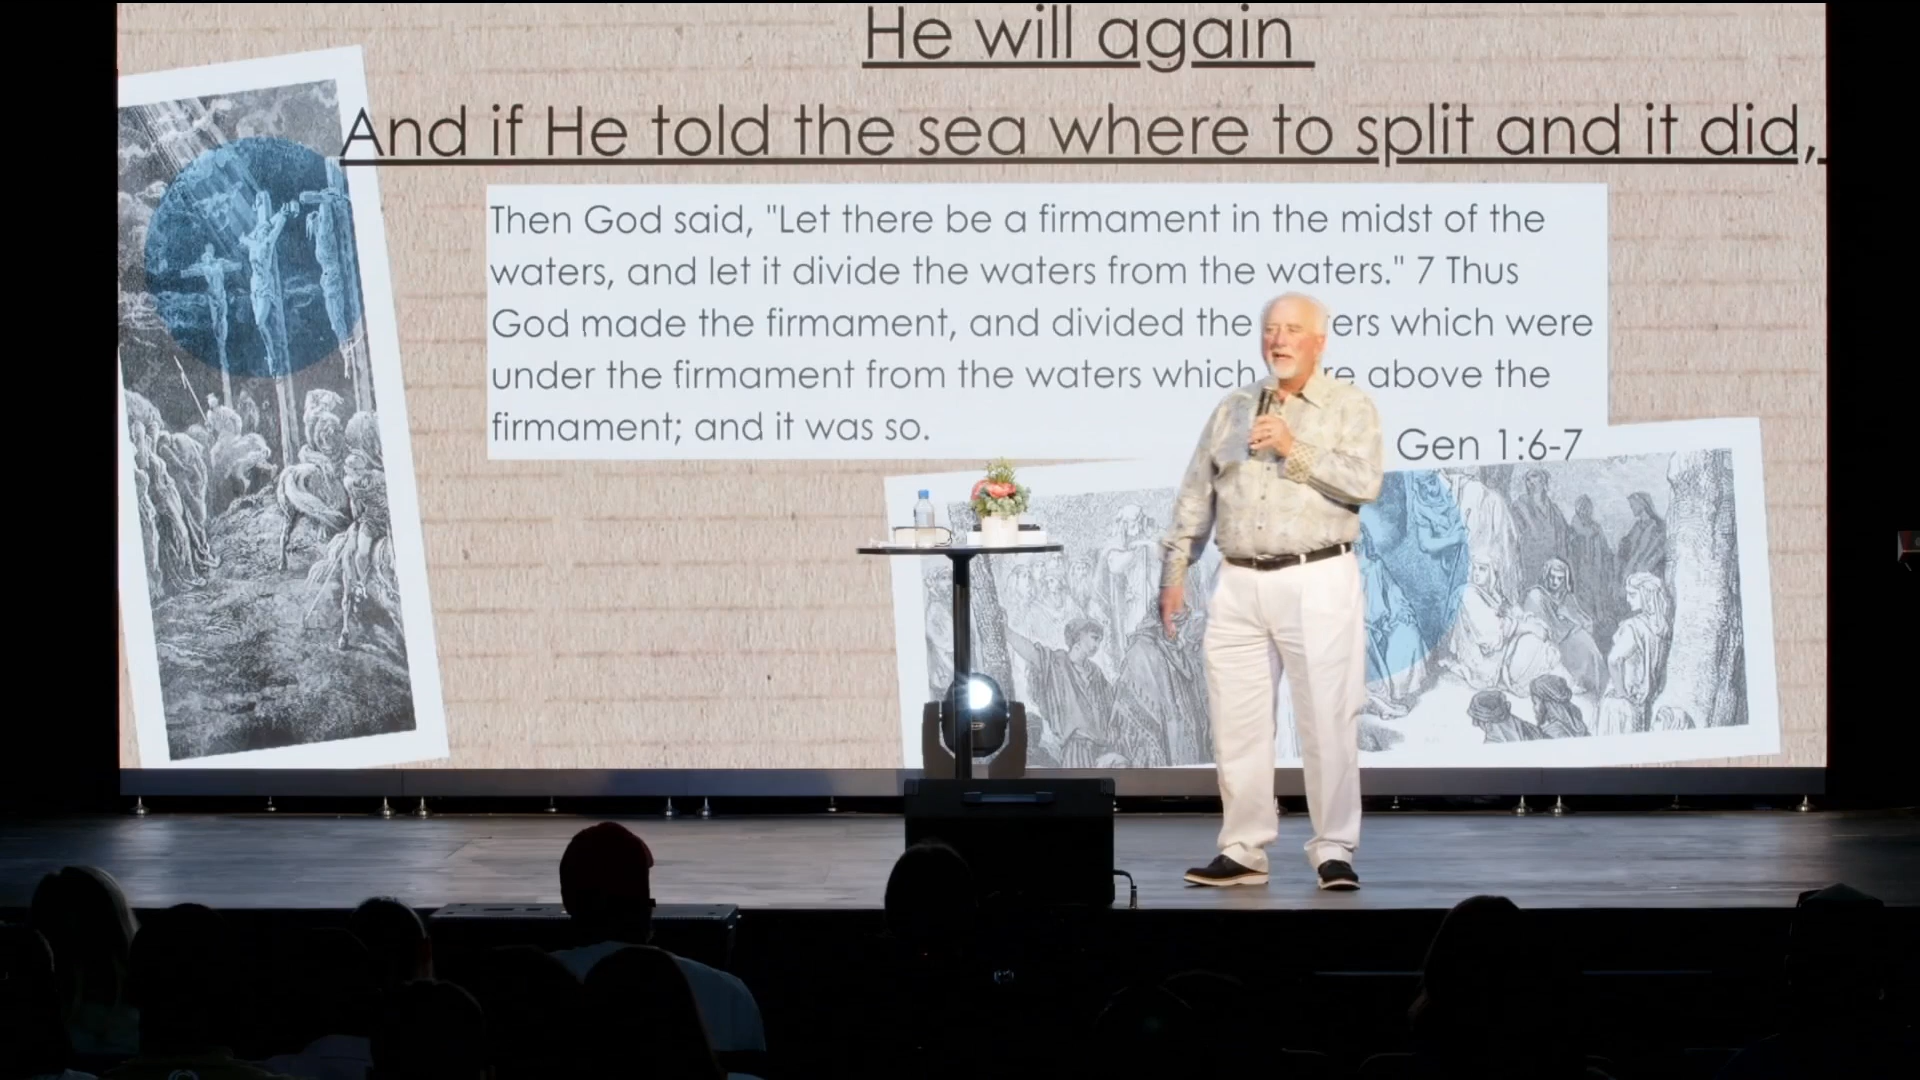 He will again
And if He told the sea where to split and it did,
Then God said, "Let there be a firmament in the midst of the
waters, and let it divide the waters from the waters." 7 Thus
God made the firmament, and divided the ers which were
under the firmament from the waters which re above the
firmament; and it was so.
Gen 1:6-7